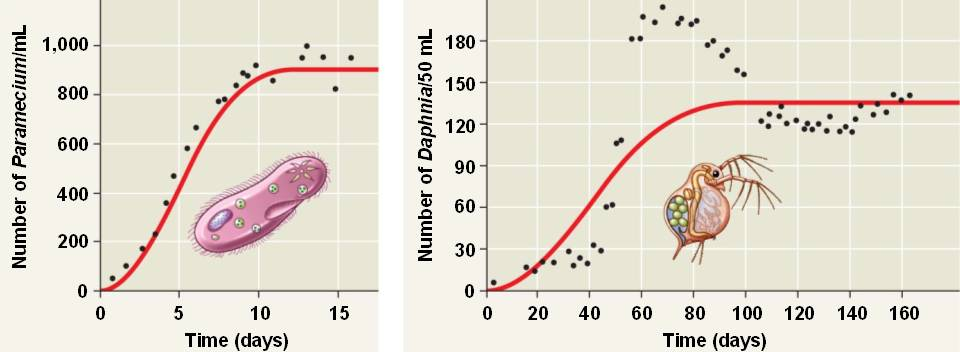 Number of Paramecium/mL
1,000
800
600
400
200
0
0 5 10 15
Time (days)
Number of Daphnia/50 mL
180
150
120
90
60
30
0
0 20 40 60 80 100 120 140 160
Time (days)